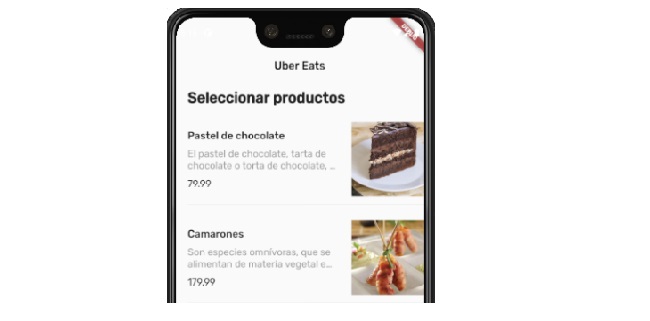 Uber Eats
Seleccionar productos
Pastel de chocolate
El pastel de chocolate, tarta de
chocolate o torta de chocolate, ...
79.99
Camarones
Son especies omnívoras, que se
alimentan de materia vegetal e...
179.99